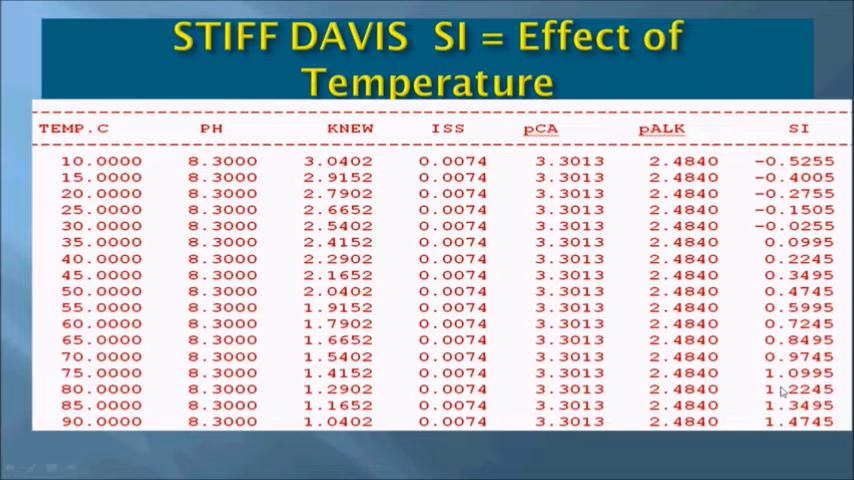 STIFF DAVIS SI = Effect of
Temperature
TEMP.C PH KNEW ISS pCA pALK SI
10.0000 8.3000 3.0402 0.0074 3.3013 2.4840 -0.5255
15.0000 8.3000 2.9152 0.0074 3.3013 2.4840 -0.4005
20.0000 8.3000 2.7902 0.0074 3.3013 2.4840 -0.2755
25.0000 8.3000 2.6652 0.0074 3.3013 2.4840 -0.1505
30.0000 8.3000 2.5402 0.0074 3.3013 2.4840 -0.0255
35.0000 8.3000 2.4152 0.0074 3.3013 2.4840 0.0995
40.0000 8.3000 2.2902 0.0074 3.3013 2.4840 0.2245
45.0000 8.3000 2.1652 0.0074 3.3013 2.4840 0.3495
50.0000 8.3000 2.0402 0.0074 3.3013 2.4840 0.4745
55.0000 8.3000 1.9152 0.0074 3.3013 2.4840 0.5995
60.0000 8.3000 1.7902 0.0074 3.3013 2.4840 0.7245
65.0000 8.3000 1.6652 0.0074 3.3013 2.4840 0.8495
70.0000 8.3000 1.5402 0.0074 3.3013 2.4840 0.9745
75.0000 8.3000 1.4152 0.0074 3.3013 2.4840 1.0995
80.0000 8.3000 1.2902 0.0074 3.3013 2.4840 1.2245
85.0000 8.3000 1.1652 0.0074 3.3013 2.4840 1.3495
90.0000 8.3000 1.0402 0.0074 3.3013 2.4840 1.4745